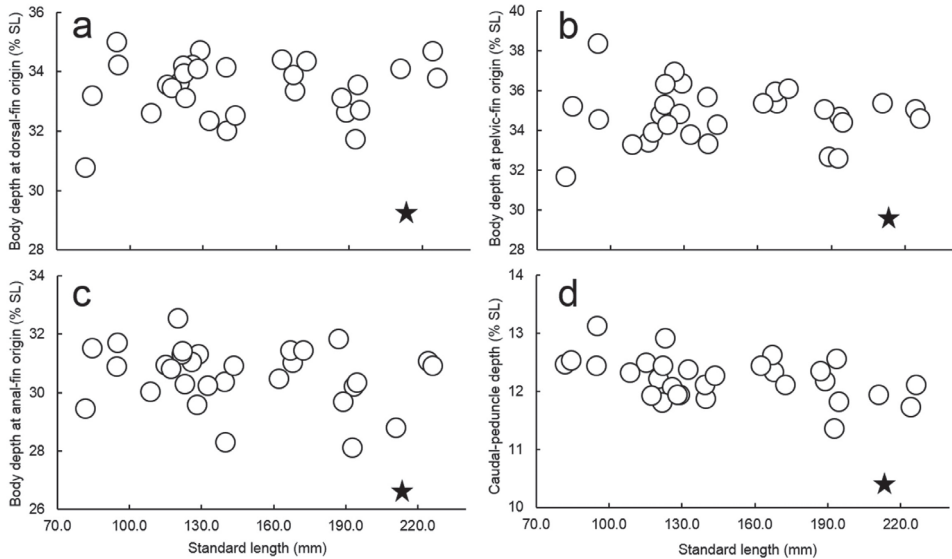 a
Body depth at dorsal-fin origin (% SL)
36
34
32
30
28
b
Body depth at pelvic-fin origin (% SL)
40
38
36
34
32
30
28
c
Body depth at anal-fin origin (% SL)
34
32
30
28
26
70.0 100.0 130.0 160.0 190.0 220.0
Standard length (mm)
d
Caudal-peduncle depth (% SL)
14
13
12
11
10
70.0 100.0 130.0 160.0 190.0 220.0
Standard length (mm)